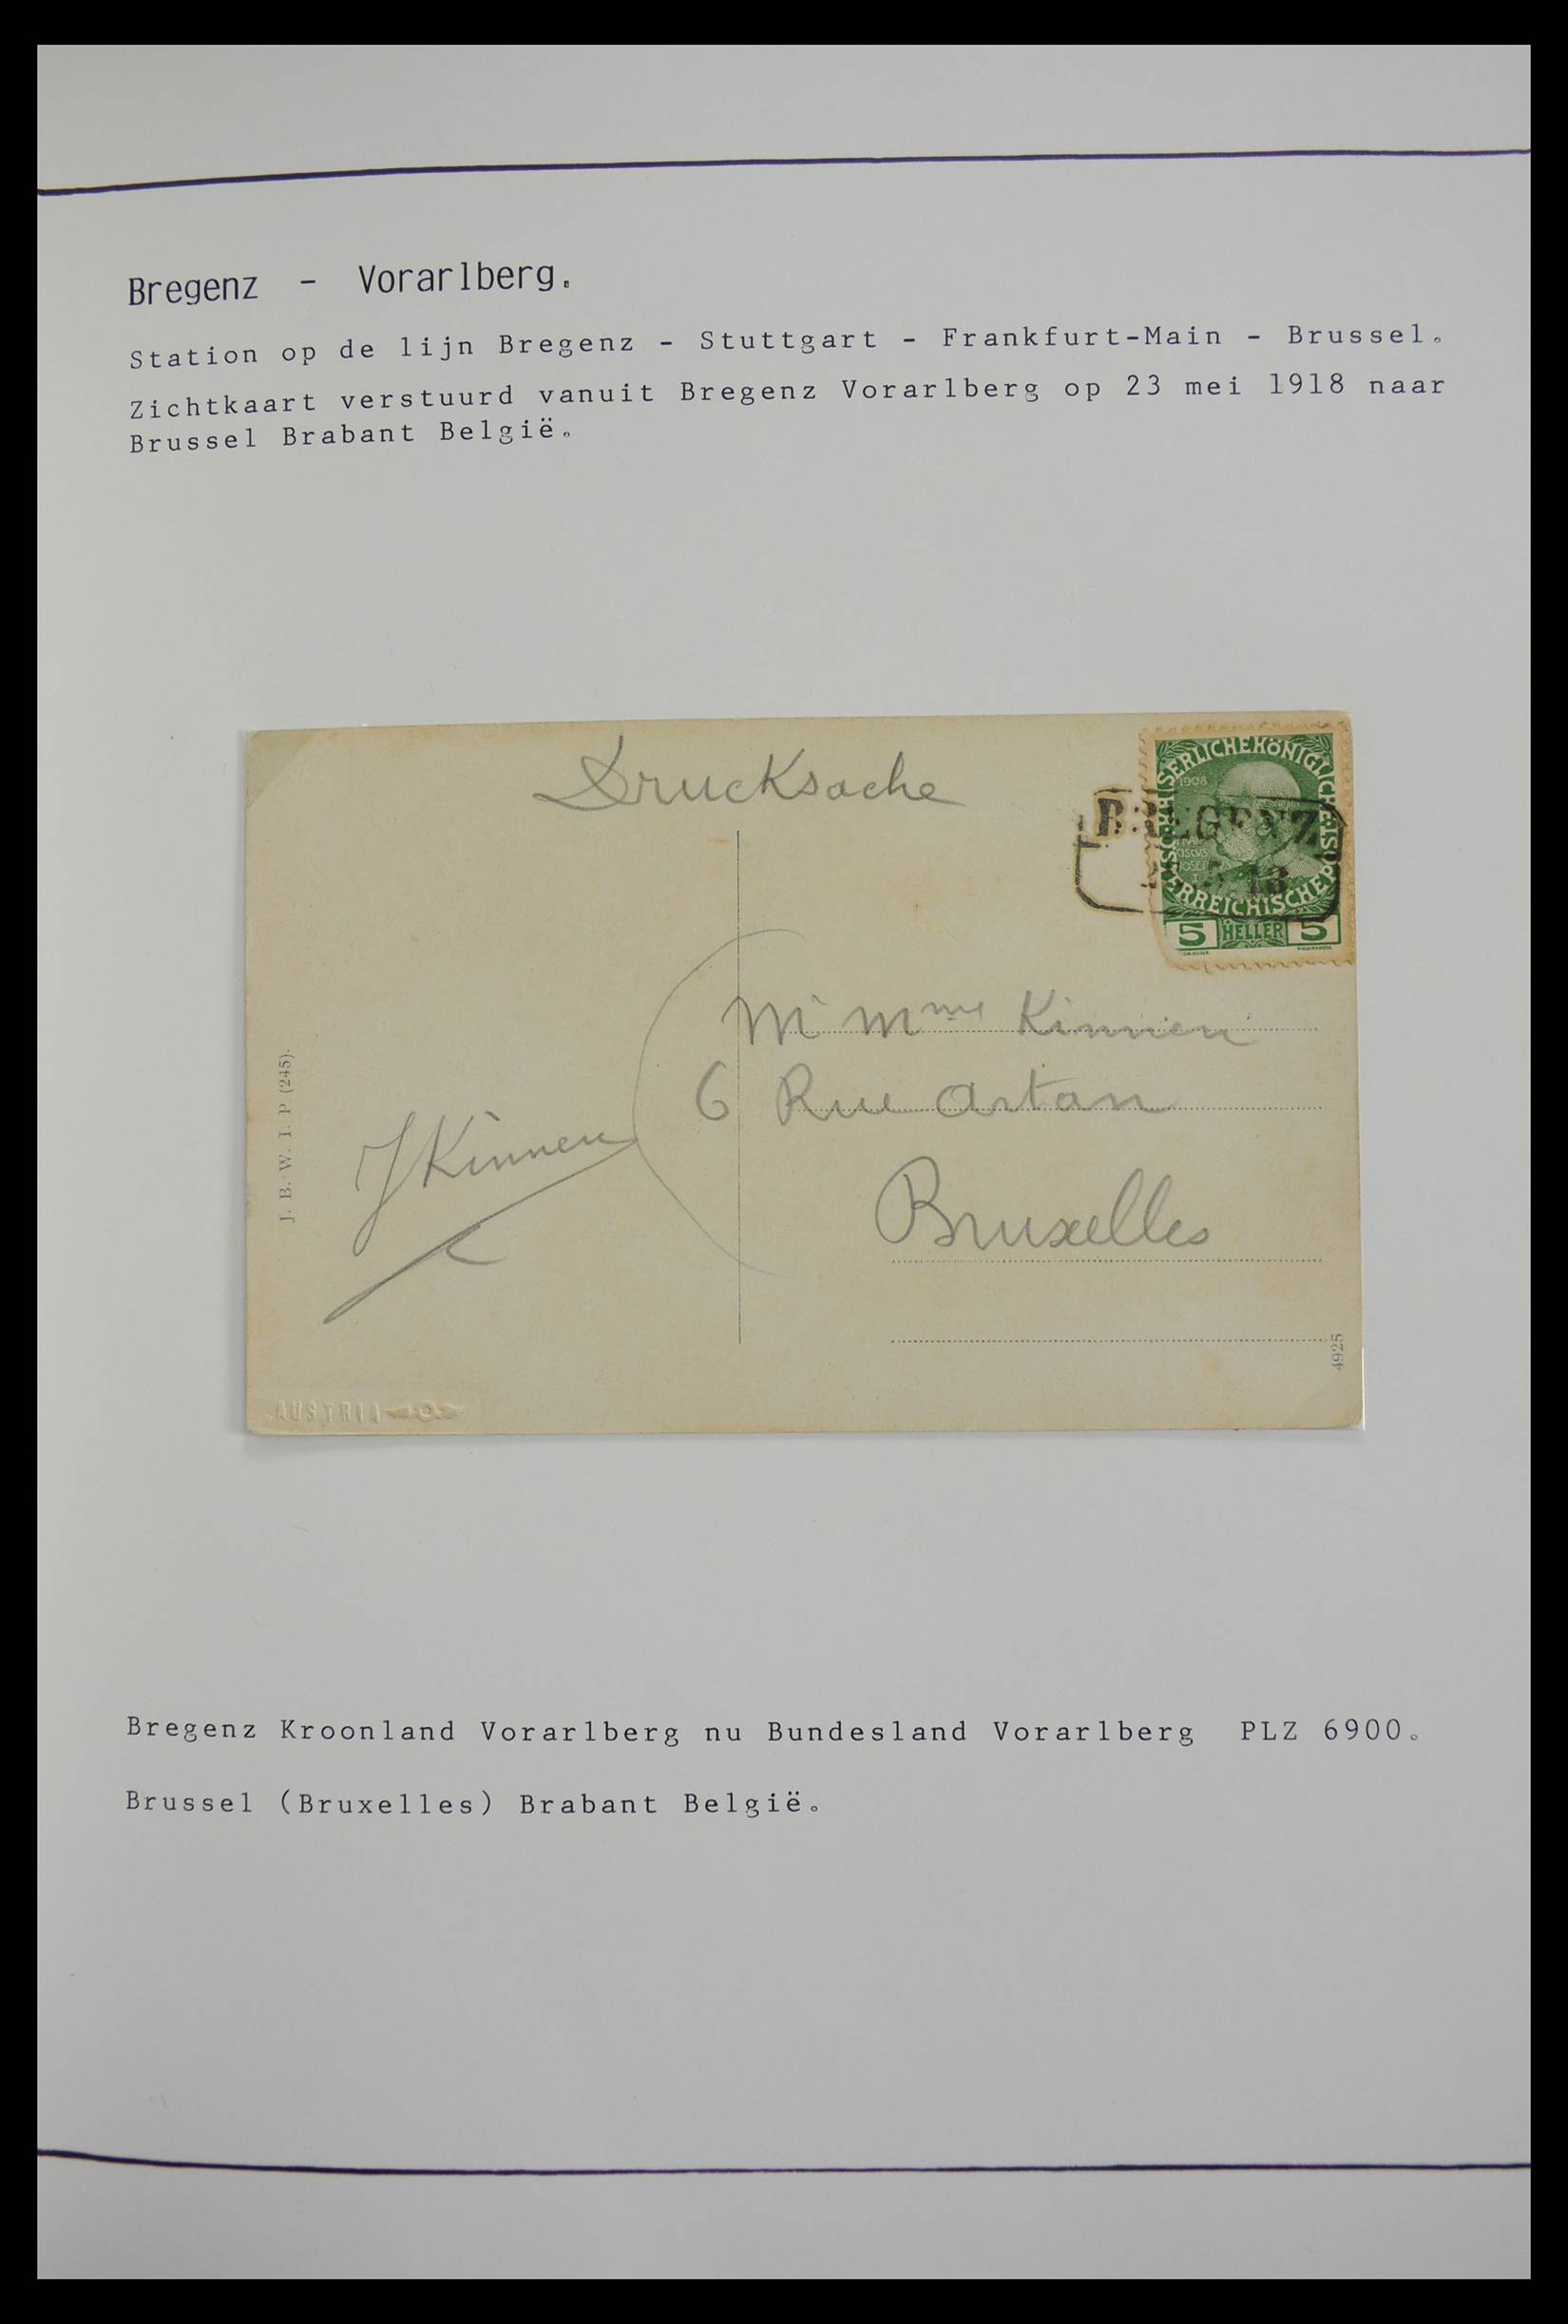 Bregenz - Vorarlberg.
Station op de lijn Bregenz - Stuttgart - Frankfurt-Main - Brussel.
Zichtkaart verstuurd vanuit Bregenz Vorarlberg op 23 mei 1918 naar
Brussel Brabant België.
Drucksache
KAISERLICHE KÖNIGLICHE ÖSTERREICHISCHE POST
1908
5 HELLER 5
BREGENZ
Mr Mme Kinnen
6 Rue Artan
Bruxelles
J Kinnen
J. B. W. I. P. (245).
4925
AUSTRIA
Bregenz Kroonland Vorarlberg nu Bundesland Vorarlberg PLZ 6900.
Brussel (Bruxelles) Brabant België.